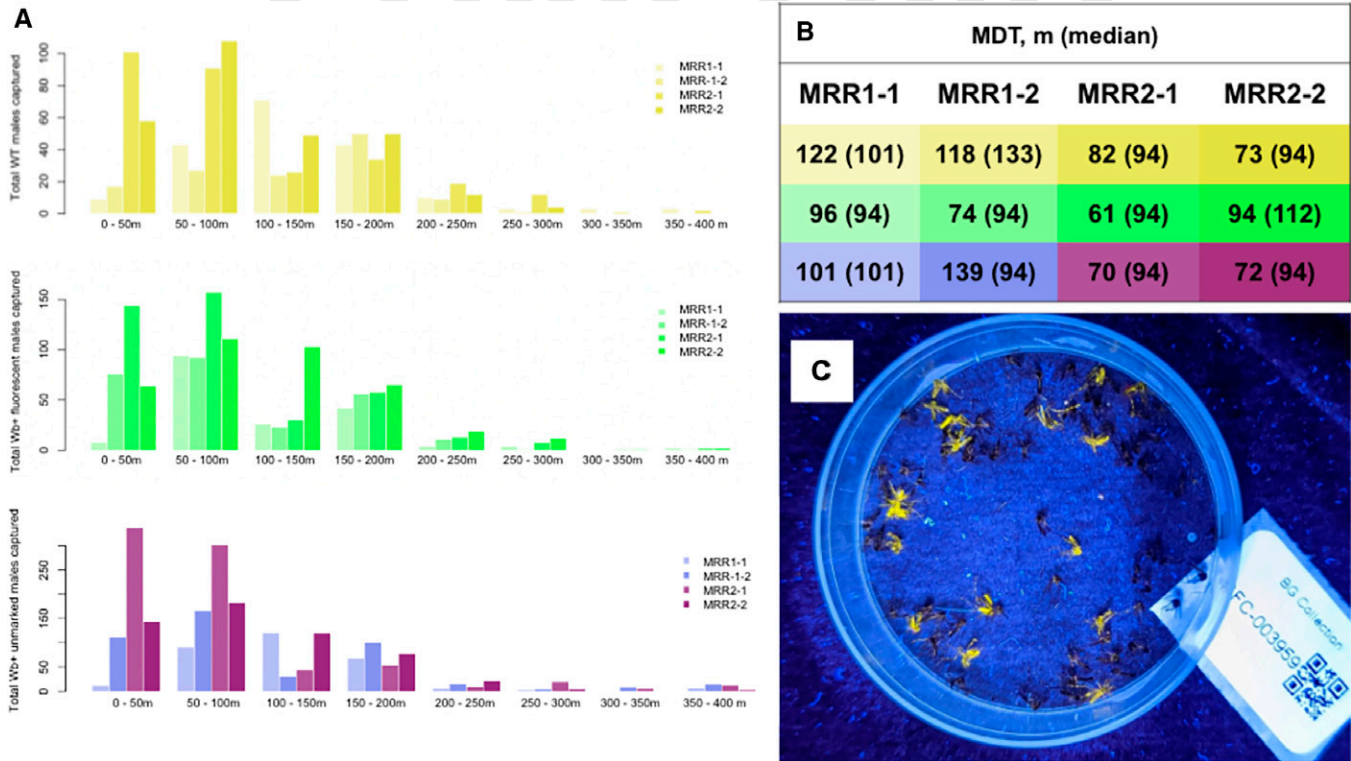 A
Total WT males captured
100
80
60
40
20
0
MRR1-1
MRR-1-2
MRR2-1
MRR2-2
0 - 50m 50 - 100m 100 - 150m 150 - 200m 200 - 250m 250 - 300m 300 - 350m 350 - 400 m
Total Wb+ fluorescent males captured
150
100
50
0
MRR1-1
MRR-1-2
MRR2-1
MRR2-2
0 - 50m 50 - 100m 100 - 150m 150 - 200m 200 - 250m 250 - 300m 300 - 350m 350 - 400 m
Total Wb+ unmarked males captured
250
150
50
0
MRR1-1
MRR-1-2
MRR2-1
MRR2-2
0 - 50m 50 - 100m 100 - 150m 150 - 200m 200 - 250m 250 - 300m 300 - 350m 350 - 400 m
B
MDT, m (median)
MRR1-1 MRR1-2 MRR2-1 MRR2-2
122 (101) 118 (133) 82 (94) 73 (94)
96 (94) 74 (94) 61 (94) 94 (112)
101 (101) 139 (94) 70 (94) 72 (94)
C
BG Collection
FC-003959